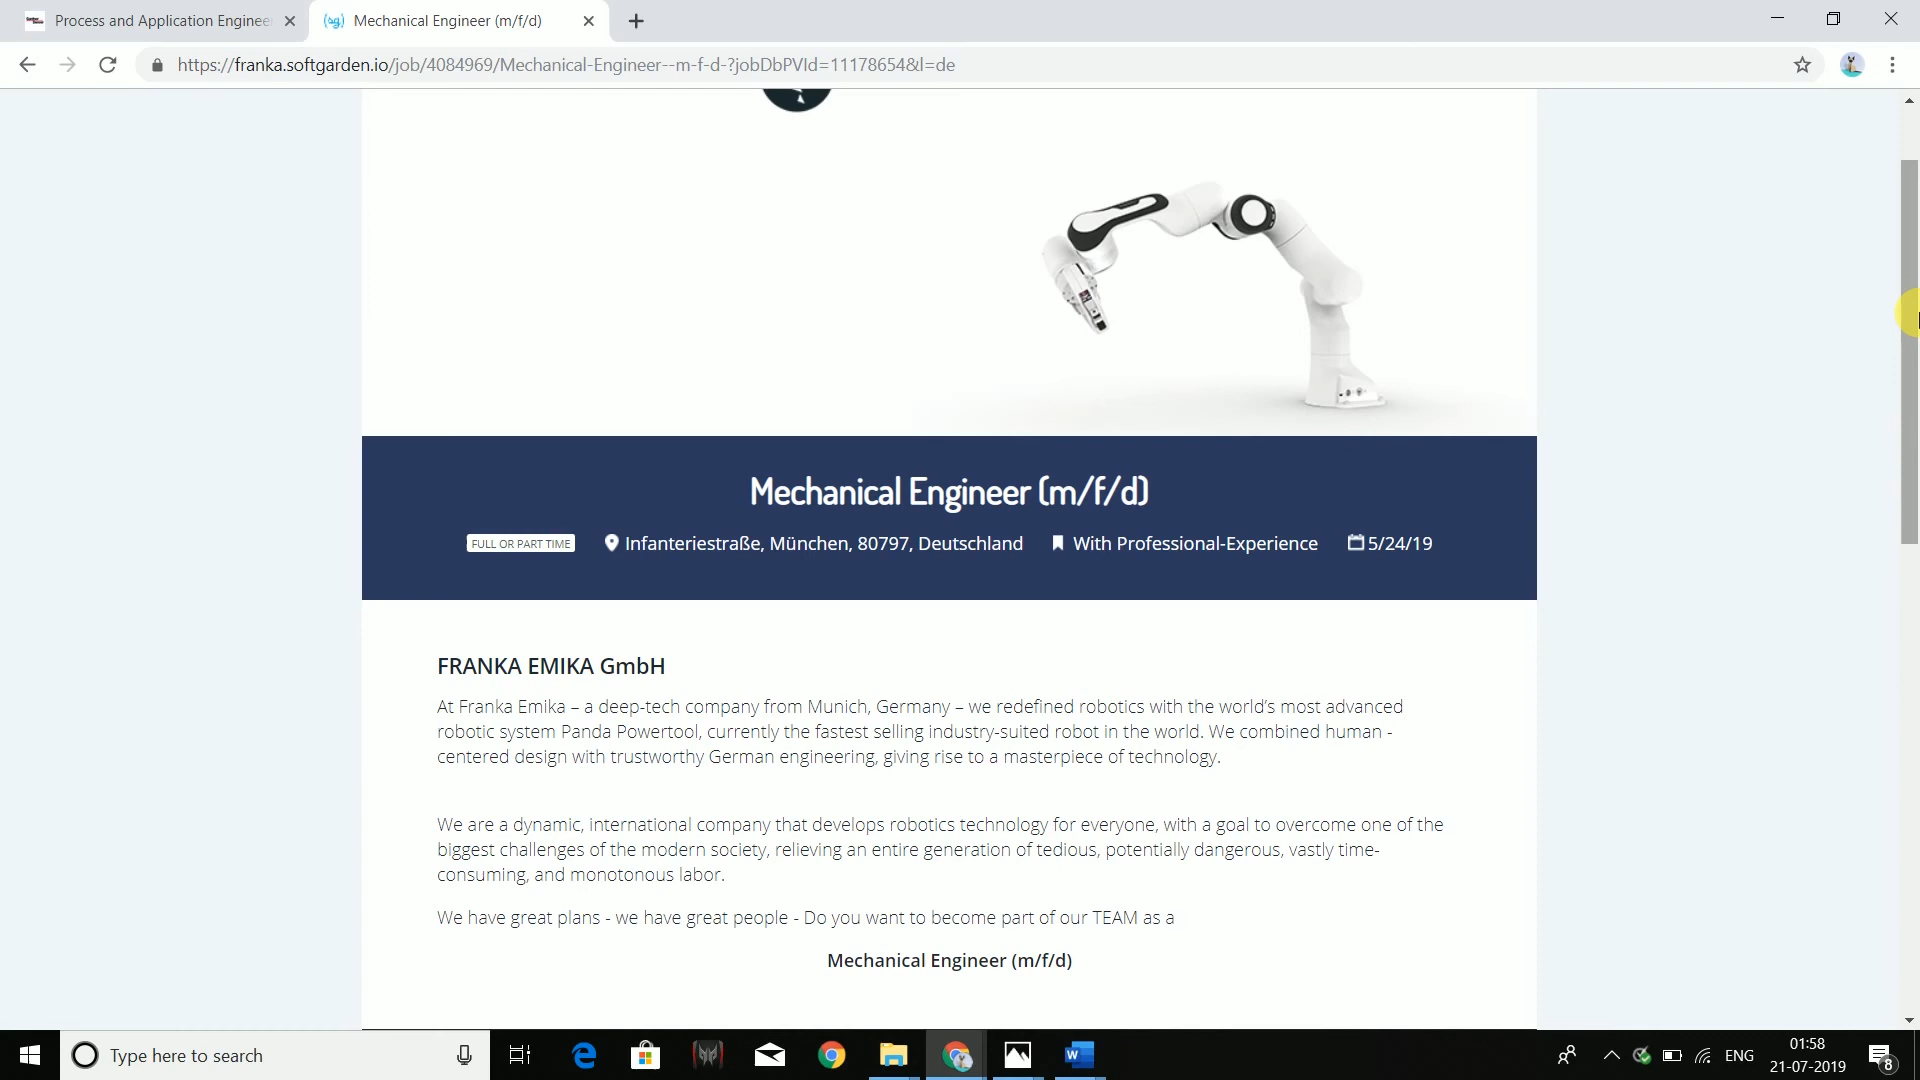 Process and Application Enginee
Mechanical Engineer (m/f/d)
https://franka.softgarden.io/job/4084969/Mechanical-Engineer--m-f-d-?jobDbPVId=11178654&l=de
Mechanical Engineer (m/f/d)
FULL OR PART TIME Infanteriestraße, München, 80797, Deutschland With Professional-Experience 5/24/19
FRANKA EMIKA GmbH
At Franka Emika – a deep-tech company from Munich, Germany – we redefined robotics with the world’s most advanced
robotic system Panda Powertool, currently the fastest selling industry-suited robot in the world. We combined human -
centered design with trustworthy German engineering, giving rise to a masterpiece of technology.
We are a dynamic, international company that develops robotics technology for everyone, with a goal to overcome one of the
biggest challenges of the modern society, relieving an entire generation of tedious, potentially dangerous, vastly time-
consuming, and monotonous labor.
We have great plans - we have great people - Do you want to become part of our TEAM as a
Mechanical Engineer (m/f/d)
Type here to search
ENG
01:58
21-07-2019
8